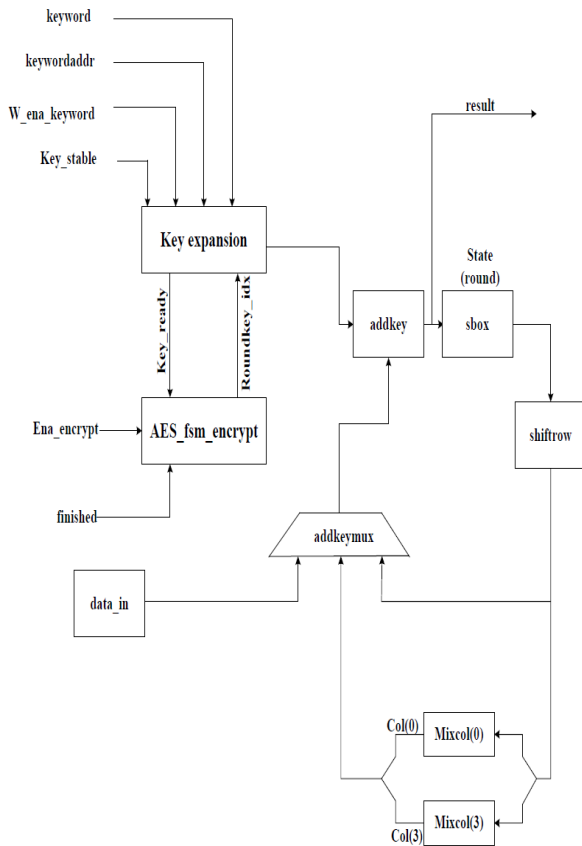 keyword
keywordaddr
W_ena_keyword
Key_stable
result
Key expansion
State
(round)
addkey
sbox
Key_ready
Roundkey_idx
Ena_encrypt
AES_fsm_encrypt
shiftrow
finished
addkeymux
data_in
Col(0)
Mixcol(0)
Mixcol(3)
Col(3)